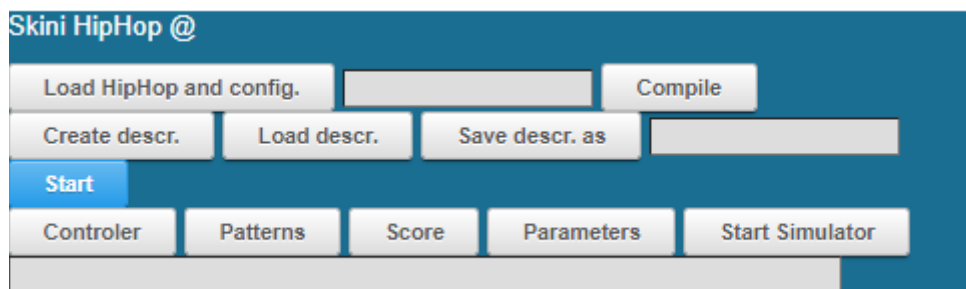 Skini HipHop @
Load HipHop and config. Compile
Create descr. Load descr. Save descr. as
Start
Controler Patterns Score Parameters Start Simulator